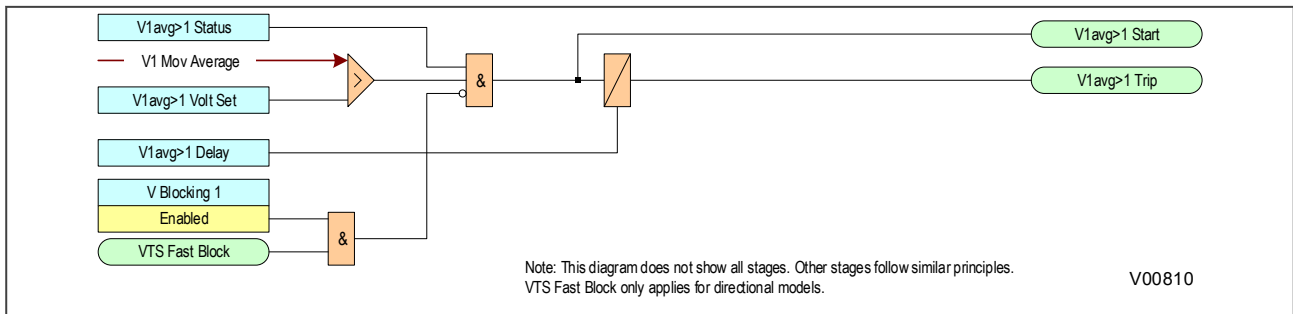 V1avg>1 Status
V1avg>1 Start
V1 Mov Average
>
&
V1avg>1 Trip
V1avg>1 Volt Set
V1avg>1 Delay
V Blocking 1
Enabled
&
VTS Fast Block
Note: This diagram does not show all stages. Other stages follow similar principles.
VTS Fast Block only applies for directional models.
V00810